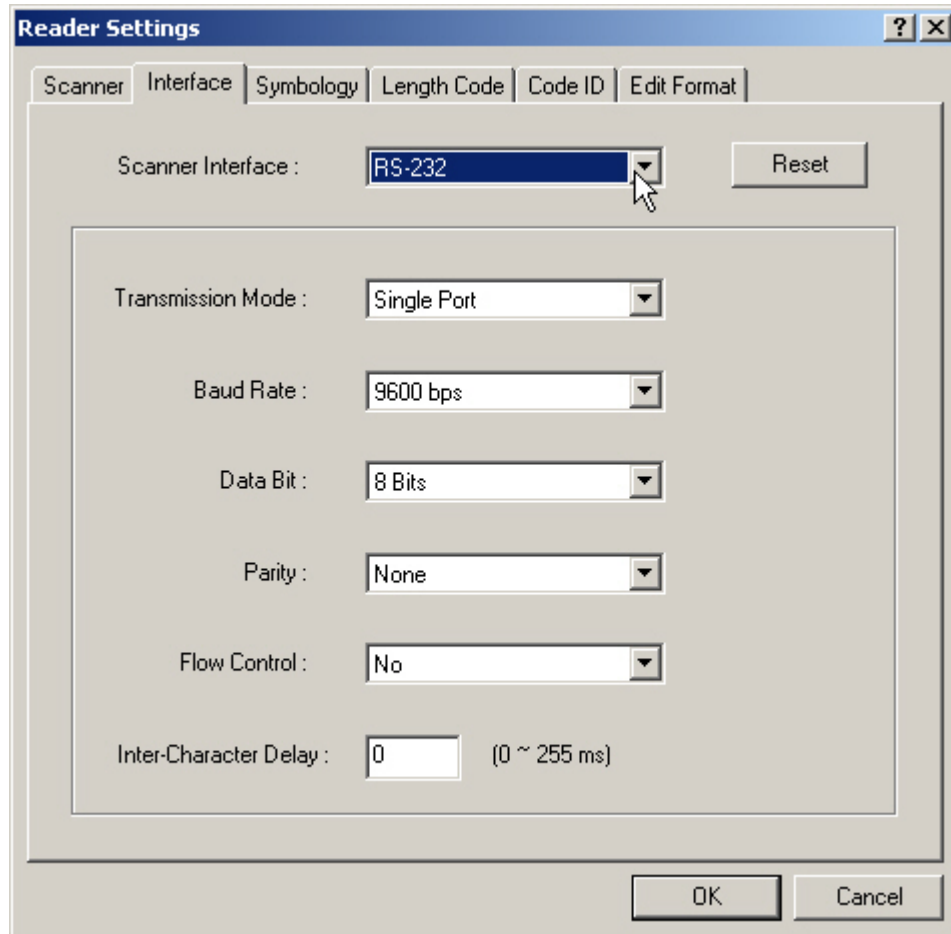 Reader Settings
Scanner Interface Symbology Length Code Code ID Edit Format
Scanner Interface : RS-232 Reset
Transmission Mode : Single Port
Baud Rate : 9600 bps
Data Bit : 8 Bits
Parity : None
Flow Control : No
Inter-Character Delay : 0 (0 ~ 255 ms)
OK Cancel